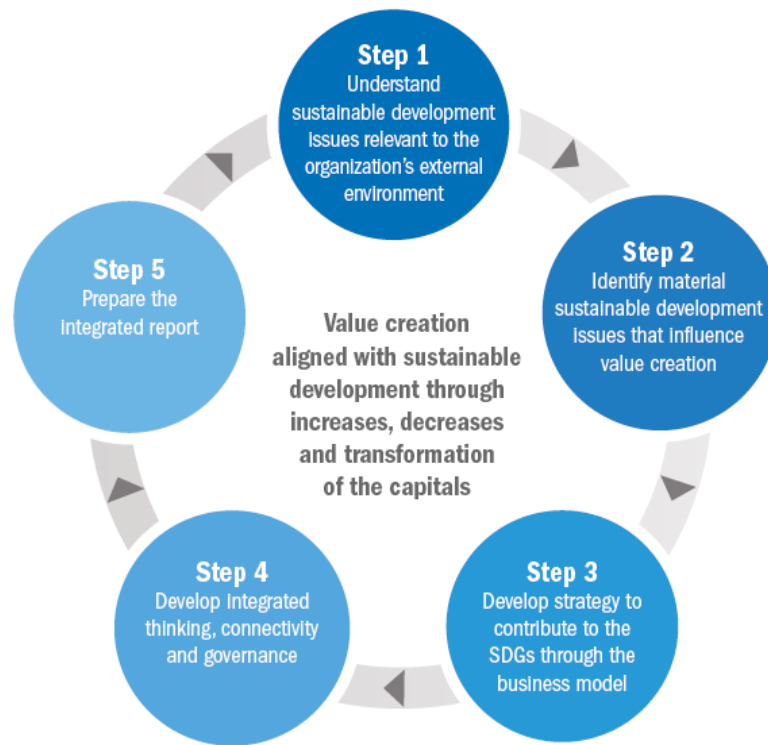 Step 1
Understand
sustainable development
issues relevant to the
organization's external
environment
Step 2
Identify material
sustainable development
issues that influence
value creation
Step 3
Develop strategy to
contribute to the
SDGs through the
business model
Step 4
Develop integrated
thinking, connectivity
and governance
Step 5
Prepare the
integrated report
Value creation
aligned with sustainable
development through
increases, decreases
and transformation
of the capitals